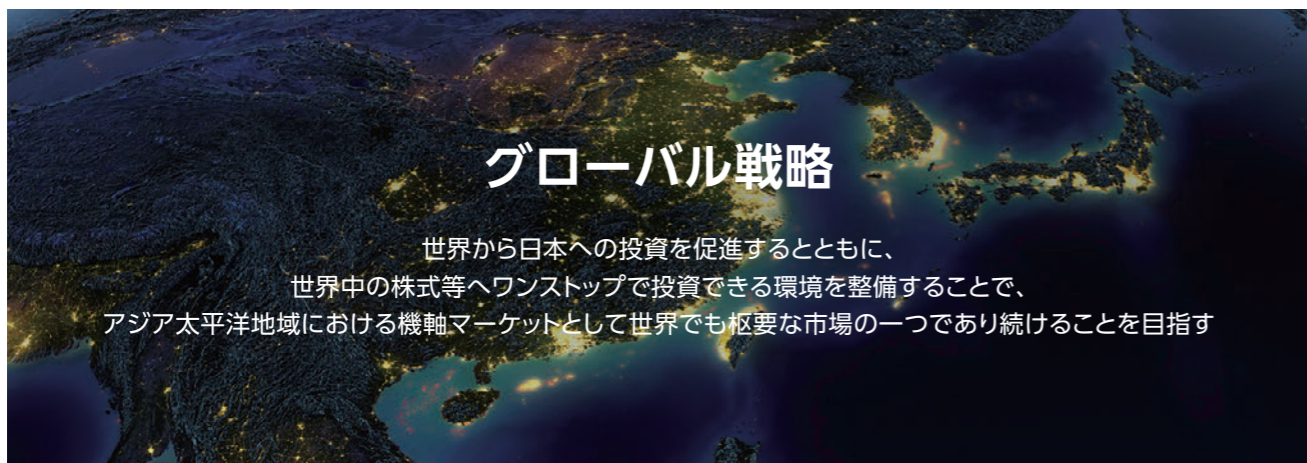 グローバル戦略
世界から日本への投資を促進するとともに、
世界中の株式等へワンストップで投資できる環境を整備することで、
アジア太平洋地域における機軸マーケットとして世界でも枢要な市場の一つであり続けることを目指す